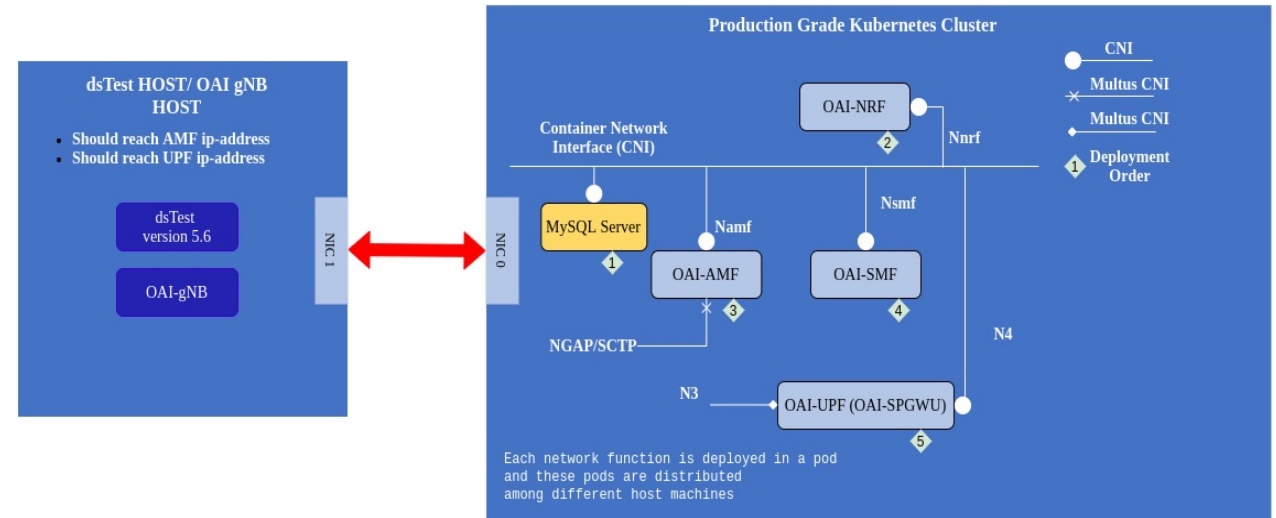 dsTest HOST/ OAI gNB
HOST
Should reach AMF ip-address
Should reach UPF ip-address
dsTest
version 5.6
OAI-gNB
NIC 1
NIC 0
Production Grade Kubernetes Cluster
CNI
Multus CNI
Multus CNI
1
Deployment
Order
OAI-NRF
2
Nnrf
Container Network
Interface (CNI)
MySQL Server
1
Namf
OAI-AMF
3
Nsmf
OAI-SMF
4
NGAP/SCTP
N4
N3
OAI-UPF (OAI-SPGWU)
5
Each network function is deployed in a pod
and these pods are distributed
among different host machines